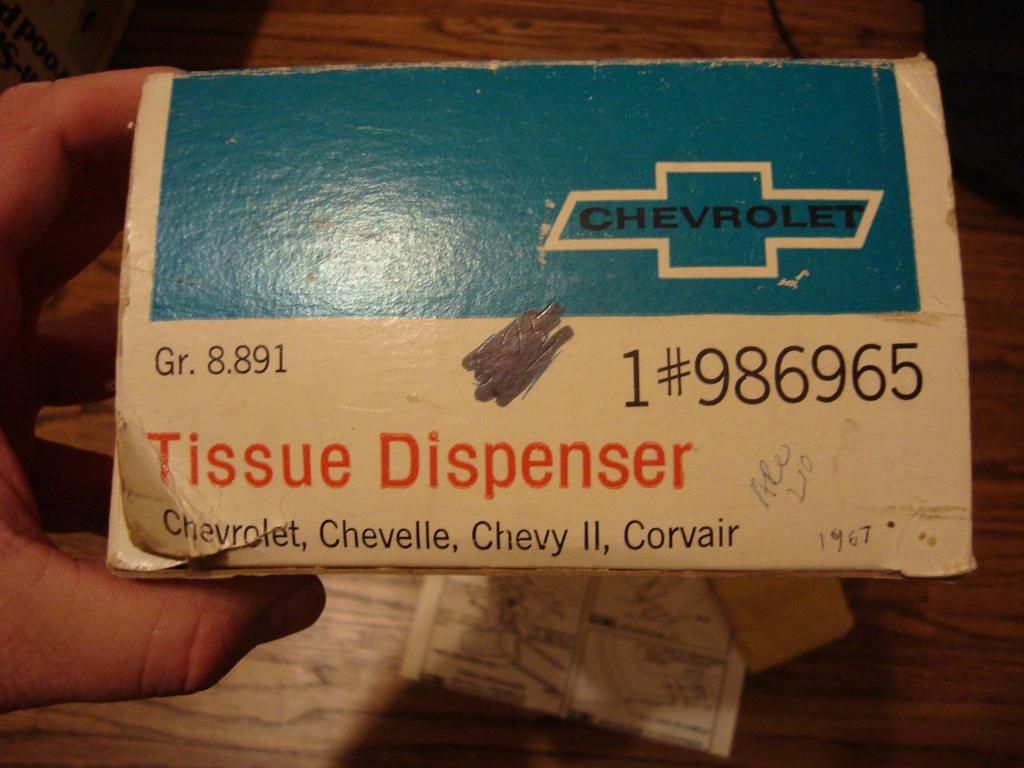 CHEVROLET
Gr. 8.891
1#986965
Tissue Dispenser
Chevrolet, Chevelle, Chevy II, Corvair
1967